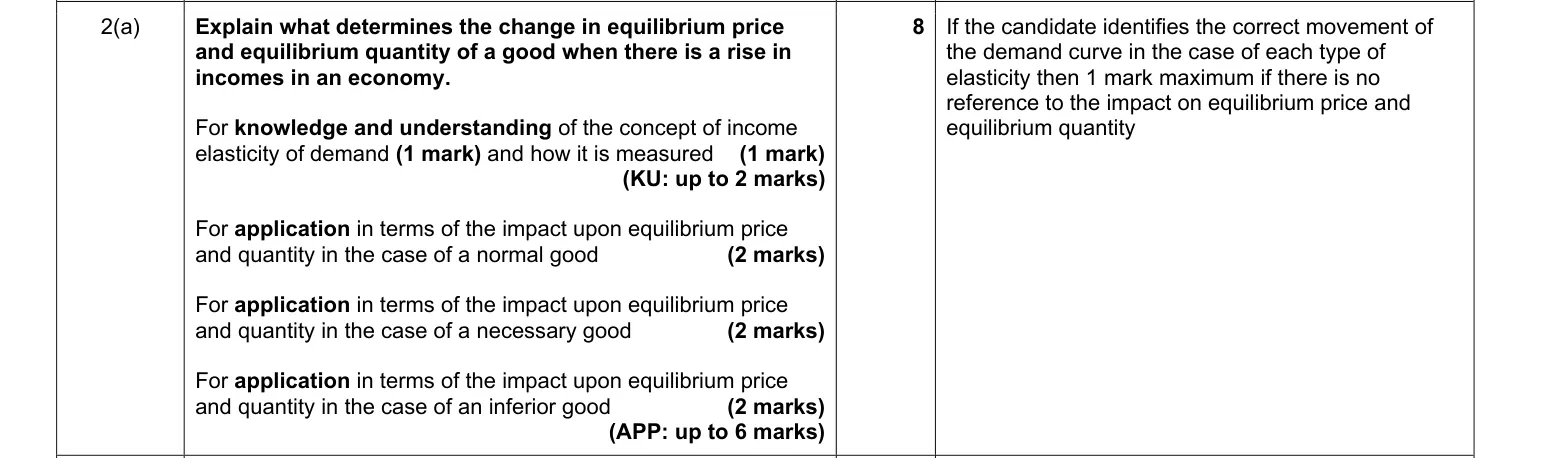 2(a)
Explain what determines the change in equilibrium price
and equilibrium quantity of a good when there is a rise in
incomes in an economy.
For knowledge and understanding of the concept of income
elasticity of demand (1 mark) and how it is measured (1 mark)
(KU: up to 2 marks)
For application in terms of the impact upon equilibrium price
and quantity in the case of a normal good (2 marks)
For application in terms of the impact upon equilibrium price
and quantity in the case of a necessary good (2 marks)
For application in terms of the impact upon equilibrium price
and quantity in the case of an inferior good (2 marks)
(APP: up to 6 marks)
8
If the candidate identifies the correct movement of
the demand curve in the case of each type of
elasticity then 1 mark maximum if there is no
reference to the impact on equilibrium price and
equilibrium quantity